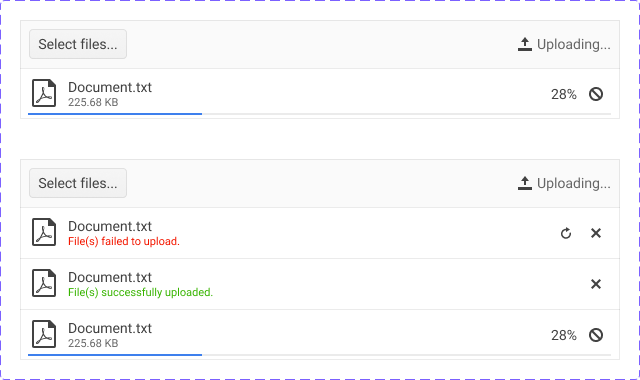 Select files...
Uploading...
Document.txt
225.68 KB
28%
Select files...
Uploading...
Document.txt
File(s) failed to upload.
Document.txt
File(s) successfully uploaded.
Document.txt
225.68 KB
28%